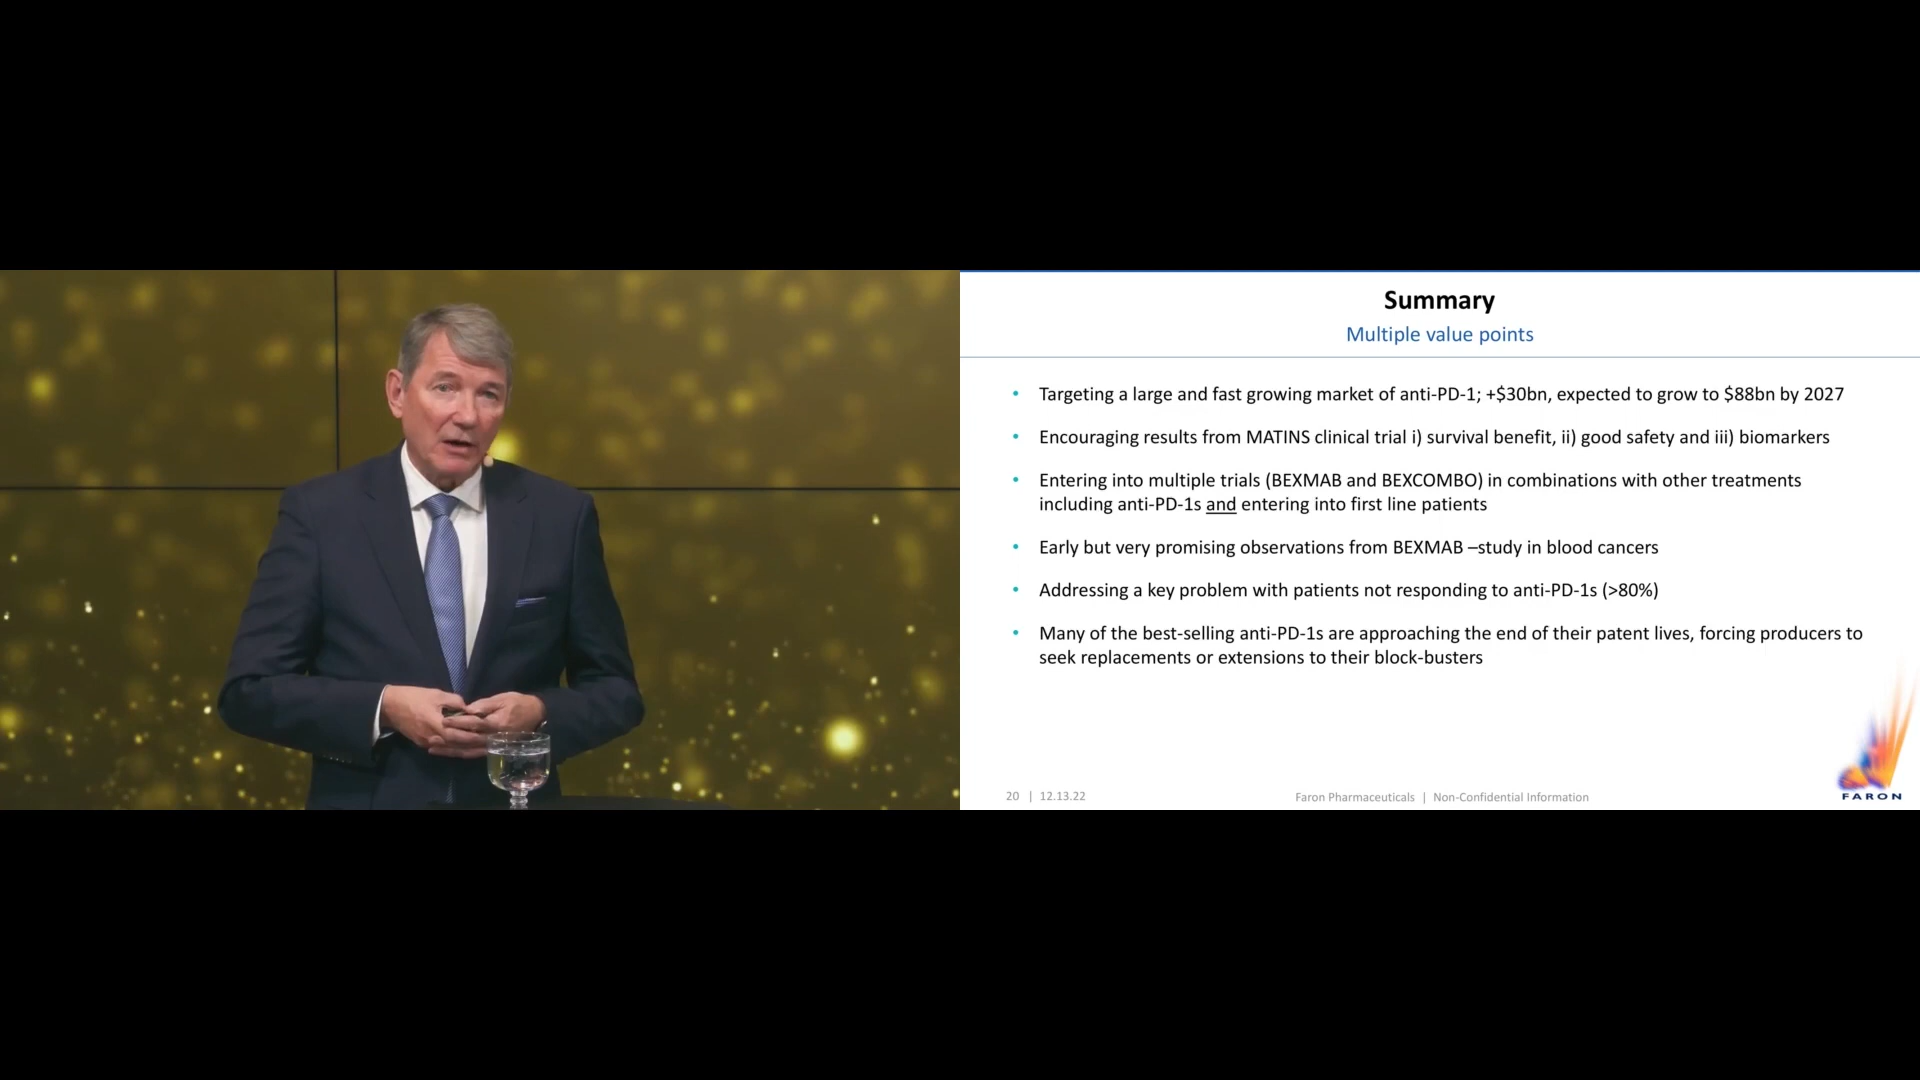 Summary
Multiple value points
• Targeting a large and fast growing market of anti-PD-1; +$30bn, expected to grow to $88bn by 2027
• Encouraging results from MATINS clinical trial i) survival benefit, ii) good safety and iii) biomarkers
• Entering into multiple trials (BEXMAB and BEXCOMBO) in combinations with other treatments
including anti-PD-1s and entering into first line patients
• Early but very promising observations from BEXMAB –study in blood cancers
• Addressing a key problem with patients not responding to anti-PD-1s (>80%)
• Many of the best-selling anti-PD-1s are approaching the end of their patent lives, forcing producers to
seek replacements or extensions to their block-busters
20 | 12.13.22
Faron Pharmaceuticals | Non-Confidential Information
FARON